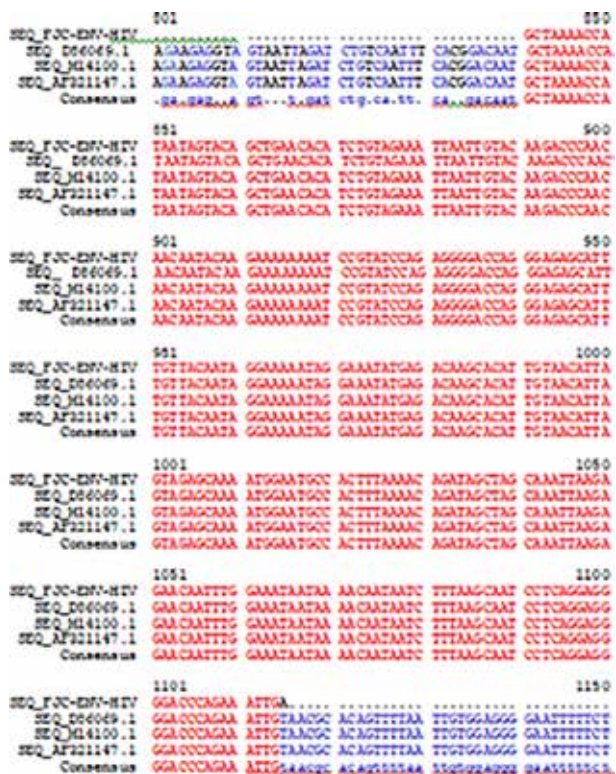 801 850
SEQ_FJC-ENV-HIV .......... .......... .......... .......... GCTAAAACCA
SEQ_ D86069.1 AGAAGAGGTA GTAATTAGAT CTGTCAATTT CACGGACAAT GCTAAAACCA
SEQ_M14100.1 AGAAGAGGTA GTAATTAGAT CTGTCAATTT CACGGACAAT GCTAAAACCA
SEQ_AF321147.1 AGAAGAGGTA GTAATTAGAT CTGTCAATTT CACGGACAAT GCTAAAACCA
Consensus GCTAAAACCA
851 900
SEQ_FJC-ENV-HIV TAATAGTACA GCTGAACACA TCTGTAGAAA TTAATTGTAC AAGACCCAAC
SEQ_ D86069.1 TAATAGTACA GCTGAACACA TCTGTAGAAA TTAATTGTAC AAGACCCAAC
SEQ_M14100.1 TAATAGTACA GCTGAACACA TCTGTAGAAA TTAATTGTAC AAGACCCAAC
SEQ_AF321147.1 TAATAGTACA GCTGAACACA TCTGTAGAAA TTAATTGTAC AAGACCCAAC
Consensus TAATAGTACA GCTGAACACA TCTGTAGAAA TTAATTGTAC AAGACCCAAC
901 950
SEQ_FJC-ENV-HIV AACAATACAA GAAAAAAAAT CCGTATCCAG AGGGGACCAG GGAGAGCATT
SEQ_ D86069.1 AACAATACAA GAAAAAAAAT CCGTATCCAG AGGGGACCAG GGAGAGCATT
SEQ_M14100.1 AACAATACAA GAAAAAAAAT CCGTATCCAG AGGGGACCAG GGAGAGCATT
SEQ_AF321147.1 AACAATACAA GAAAAAAAAT CCGTATCCAG AGGGGACCAG GGAGAGCATT
Consensus AACAATACAA GAAAAAAAAT CCGTATCCAG AGGGGACCAG GGAGAGCATT
951 1000
SEQ_FJC-ENV-HIV TGTTACAATA GGAAAAATAG GAAATATGAG ACAAGCACAT TGTAACATTA
SEQ_D86069.1 TGTTACAATA GGAAAAATAG GAAATATGAG ACAAGCACAT TGTAACATTA
SEQ_M14100.1 TGTTACAATA GGAAAAATAG GAAATATGAG ACAAGCACAT TGTAACATTA
SEQ_AF321147.1 TGTTACAATA GGAAAAATAG GAAATATGAG ACAAGCACAT TGTAACATTA
Consensus TGTTACAATA GGAAAAATAG GAAATATGAG ACAAGCACAT TGTAACATTA
1001 1050
SEQ_FJC-ENV-HIV GTAGAGCAAA ATGGAATGCC ACTTTAAAAC AGATAGCTAG CAAATTAAGA
SEQ_D86069.1 GTAGAGCAAA ATGGAATGCC ACTTTAAAAC AGATAGCTAG CAAATTAAGA
SEQ_M14100.1 GTAGAGCAAA ATGGAATGCC ACTTTAAAAC AGATAGCTAG CAAATTAAGA
SEQ_AF321147.1 GTAGAGCAAA ATGGAATGCC ACTTTAAAAC AGATAGCTAG CAAATTAAGA
Consensus GTAGAGCAAA ATGGAATGCC ACTTTAAAAC AGATAGCTAG CAAATTAAGA
1051 1100
SEQ_FJC-ENV-HIV GAACAATTTG GAAATAATAA AACAATAATC TTTAAGCAAT CCTCAGGAGG
SEQ_D86069.1 GAACAATTTG GAAATAATAA AACAATAATC TTTAAGCAAT CCTCAGGAGG
SEQ_M14100.1 GAACAATTTG GAAATAATAA AACAATAATC TTTAAGCAAT CCTCAGGAGG
SEQ_AF321147.1 GAACAATTTG GAAATAATAA AACAATAATC TTTAAGCAAT CCTCAGGAGG
Consensus GAACAATTTG GAAATAATAA AACAATAATC TTTAAGCAAT CCTCAGGAGG
1101 1150
SEQ_FJC-ENV-HIV GGACCCAGAA ATTGA..... .......... .......... ..........
SEQ_D86069.1 GGACCCAGAA ATTGTAACGC ACAGTTTTAA TTGTGGAGGG GAATTTTTCT
SEQ_M14100.1 GGACCCAGAA ATTGTAACGC ACAGTTTTAA TTGTGGAGGG GAATTTTTCT
SEQ_AF321147.1 GGACCCAGAA ATTGTAACGC ACAGTTTTAA TTGTGGAGGG GAATTTTTCT
Consensus GGACCCAGAA ATTGtaacgc acagttttaa ttgtggaggg gaatttttct